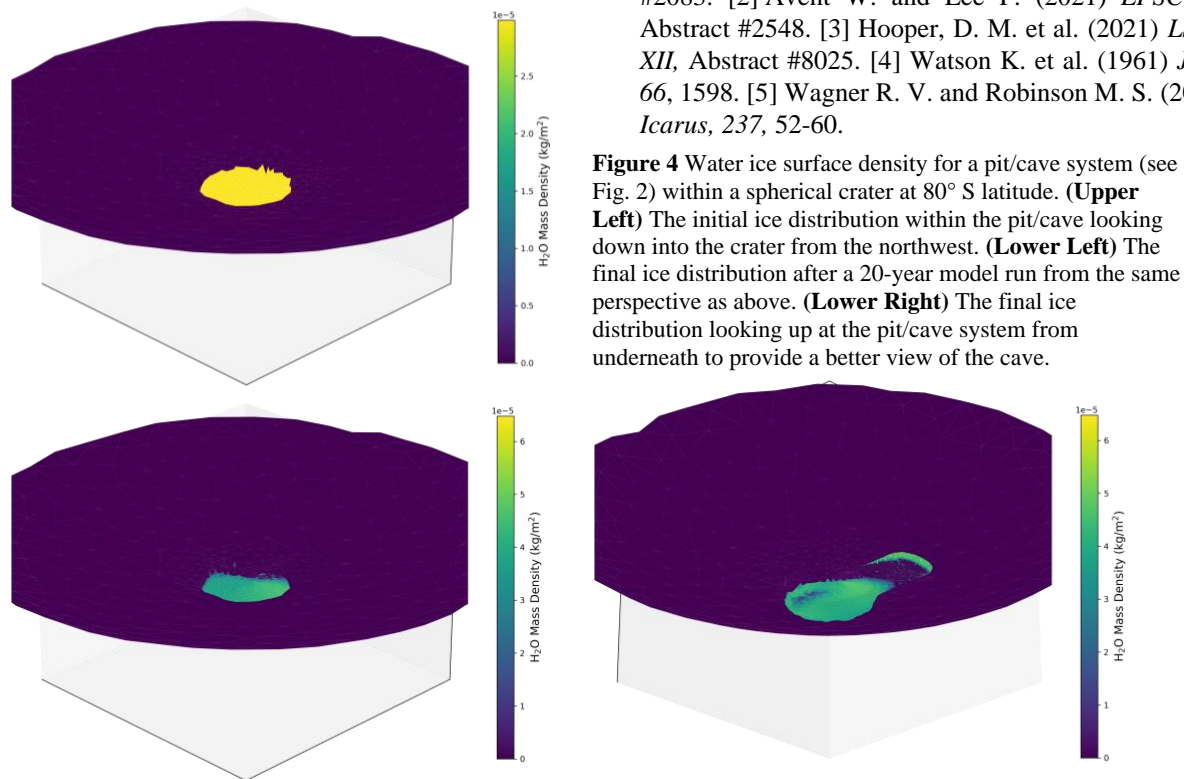 1e−5
2.5
2.0
1.5
1.0
0.5
0.0
H₂O Mass Density (kg/m²)
[2] Avent W. and Lee P. (2021)
Abstract #2548. [3] Hooper, D. M. et al. (2021)
XII, Abstract #8025. [4] Watson K. et al. (1961) J
66, 1598. [5] Wagner R. V. and Robinson M. S. (20
Icarus, 237, 52-60.
Figure 4 Water ice surface density for a pit/cave system (see
Fig. 2) within a spherical crater at 80° S latitude. (Upper
Left) The initial ice distribution within the pit/cave looking
down into the crater from the northwest. (Lower Left) The
final ice distribution after a 20-year model run from the same
perspective as above. (Lower Right) The final ice
distribution looking up at the pit/cave system from
underneath to provide a better view of the cave.
1e−5
6
5
4
3
2
1
0
H₂O Mass Density (kg/m²)
1e−5
6
5
4
3
2
1
0
H₂O Mass Density (kg/m²)